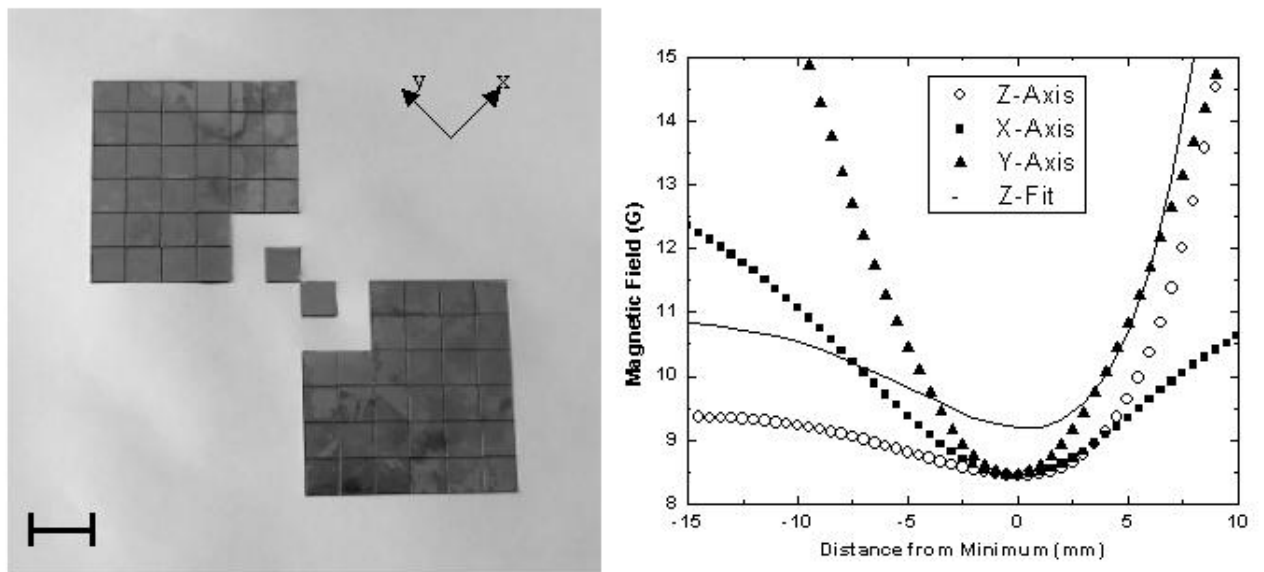 y x
Magnetic Field (G)
15
14
13
12
11
10
9
8
Z-Axis
X-Axis
Y-Axis
Z-Fit
-15 -10 -5 0 5 10
Distance from Minimum (mm)